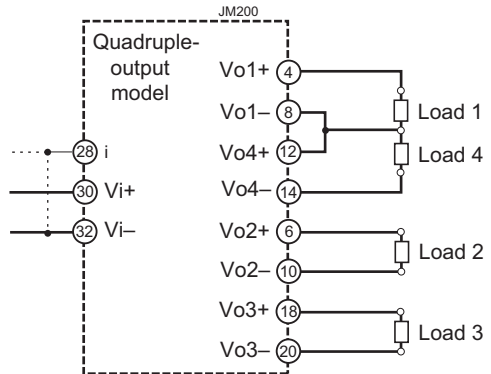 JM200
Quadruple-
output
model
Vo1+ 4
Vo1– 8
Load 1
28 i
Vo4+ 12
Load 4
30 Vi+
Vo4– 14
32 Vi–
Vo2+ 6
Load 2
Vo2– 10
Vo3+ 18
Load 3
Vo3– 20